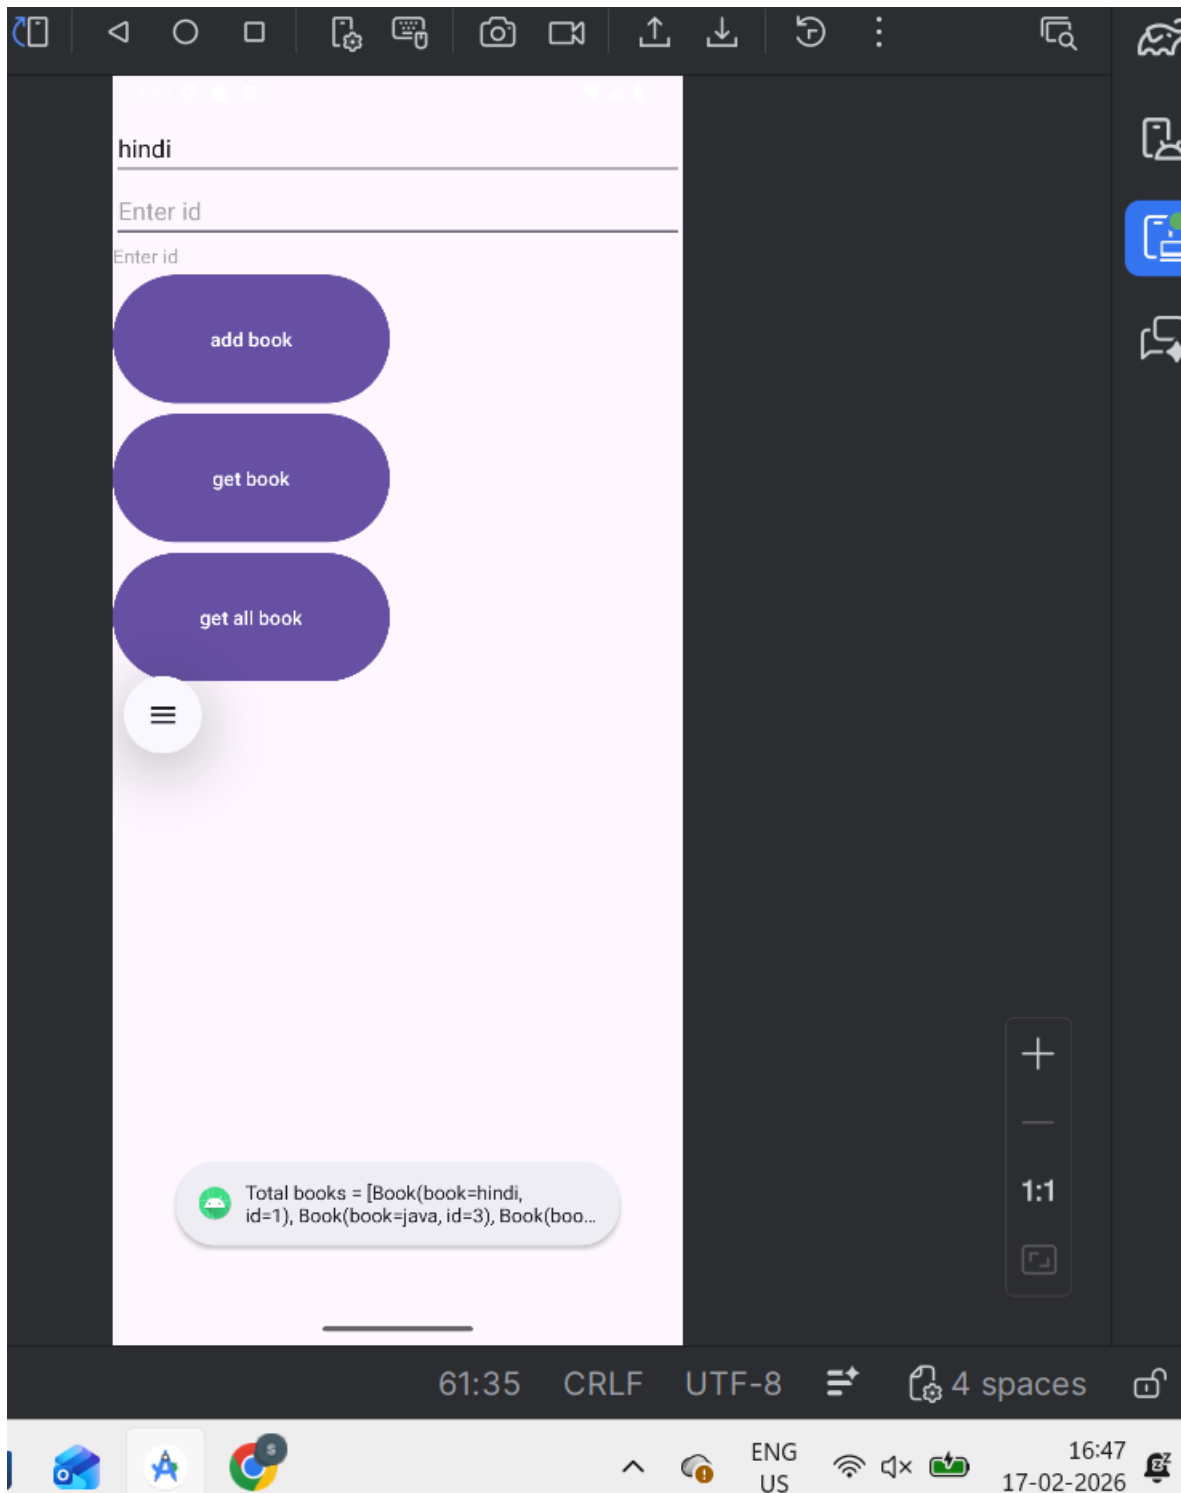 hindi
Enter id
Enter id
add book
get book
get all book
Total books = [Book(book=hindi,
id=1), Book(book=java, id=3), Book(boo...
1:1
61:35 CRLF UTF-8 4 spaces
S
ENG
US
16:47
17-02-2026